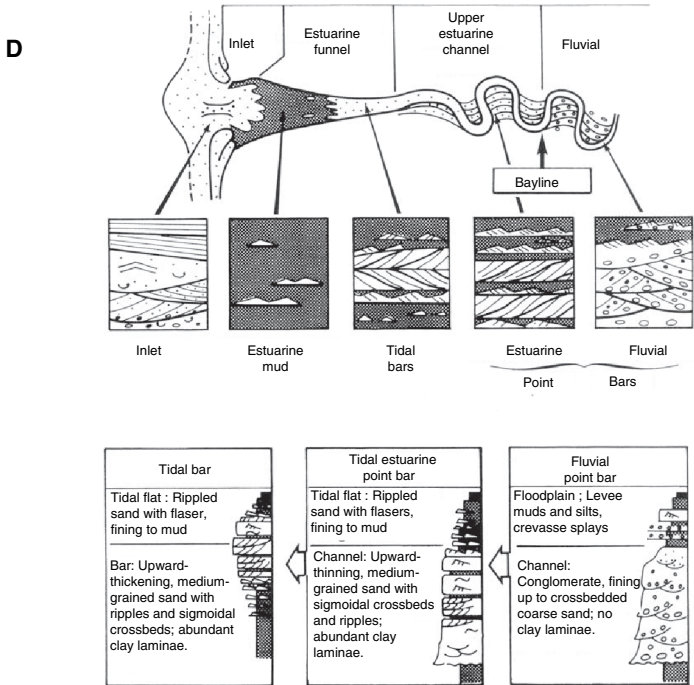 D
Inlet
Estuarine
funnel
Upper
estuarine
channel
Fluvial
Bayline
Inlet
Estuarine
mud
Tidal
bars
Estuarine
Fluvial
Point
Bars
Tidal bar
Tidal flat : Rippled
sand with flaser,
fining to mud
Bar: Upward-
thickening, medium-
grained sand with
ripples and sigmoidal
crossbeds; abundant
clay laminae.
Tidal estuarine
point bar
Tidal flat : Rippled
sand with flasers,
fining to mud
Channel: Upward-
thinning, medium-
grained sand with
sigmoidal crossbeds
and ripples;
abundant clay
laminae.
Fluvial
point bar
Floodplain ; Levee
muds and silts,
crevasse splays
Channel:
Conglomerate, fining
up to crossbedded
coarse sand; no
clay laminae.